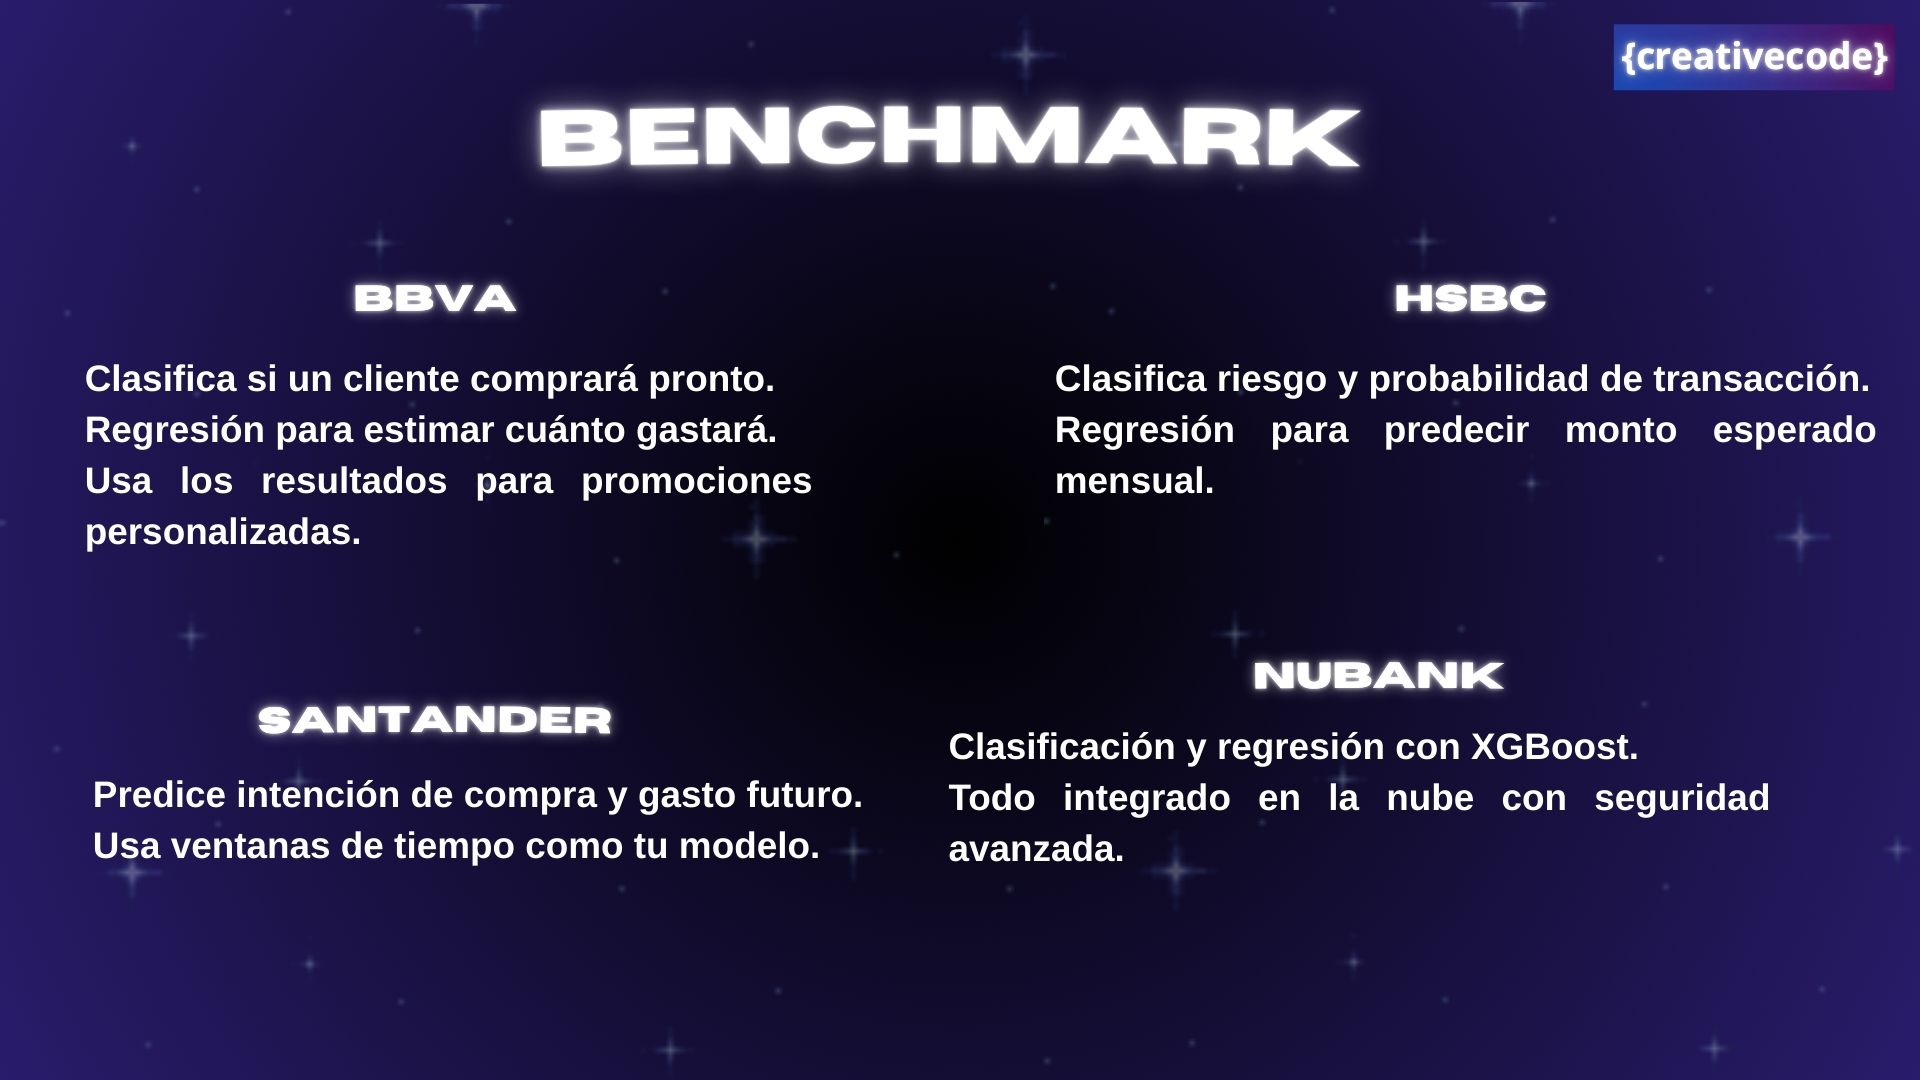 {creativecode}
BENCHMARK
BBVA
Clasifica si un cliente comprará pronto.
Regresión para estimar cuánto gastará.
Usa los resultados para promociones
personalizadas.
HSBC
Clasifica riesgo y probabilidad de transacción.
Regresión para predecir monto esperado
mensual.
SANTANDER
Predice intención de compra y gasto futuro.
Usa ventanas de tiempo como tu modelo.
NUBANK
Clasificación y regresión con XGBoost.
Todo integrado en la nube con seguridad
avanzada.